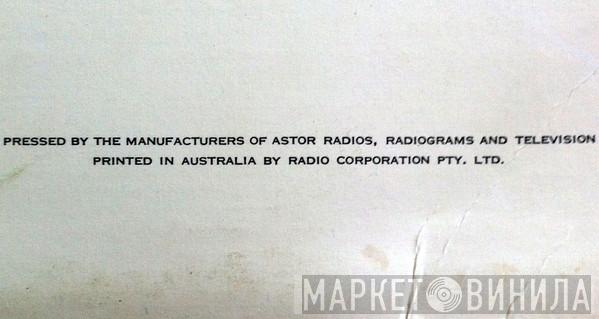 PRESSED BY THE MANUFACTURERS OF ASTOR RADIOS, RADIOGRAMS AND TELEVISION
PRINTED IN AUSTRALIA BY RADIO CORPORATION PTY. LTD.
МАРКЕТ ВИНИЛА